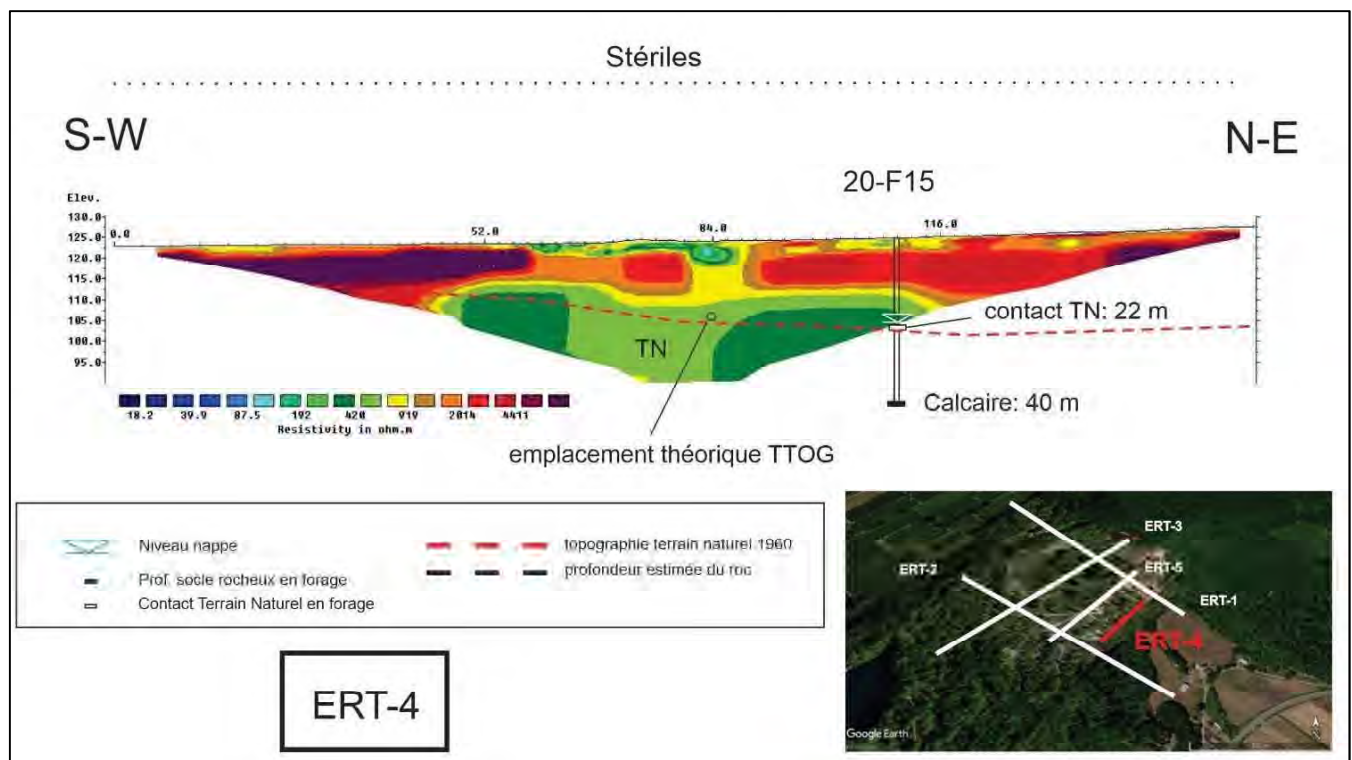 Stériles
S-W
N-E
20-F15
Elev.
130.0
125.0
120.0
115.0
110.0
105.0
100.0
95.0
0.0
52.0
84.0
116.0
contact TN: 22 m
TN
Calcaire: 40 m
18.2 39.9 87.5 192 420 919 2014 4411
Resistivity in ohm.m
emplacement théorique TTOG
Niveau nappe
Prof. socle rocheux en forage
Contact Terrain Naturel en forage
topographie terrain naturel 1960
profondeur estimée du roc
ERT-4
ERT-3
ERT-2
ERT-5
ERT-1
ERT-4
Google Earth
N